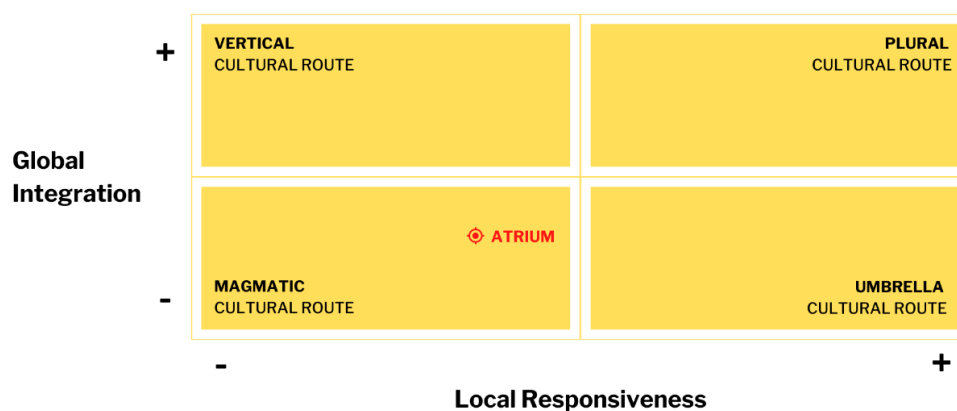 +
VERTICAL
CULTURAL ROUTE
PLURAL
CULTURAL ROUTE
Global
Integration
ATRIUM
-
MAGMATIC
CULTURAL ROUTE
UMBRELLA
CULTURAL ROUTE
-
+
Local Responsiveness